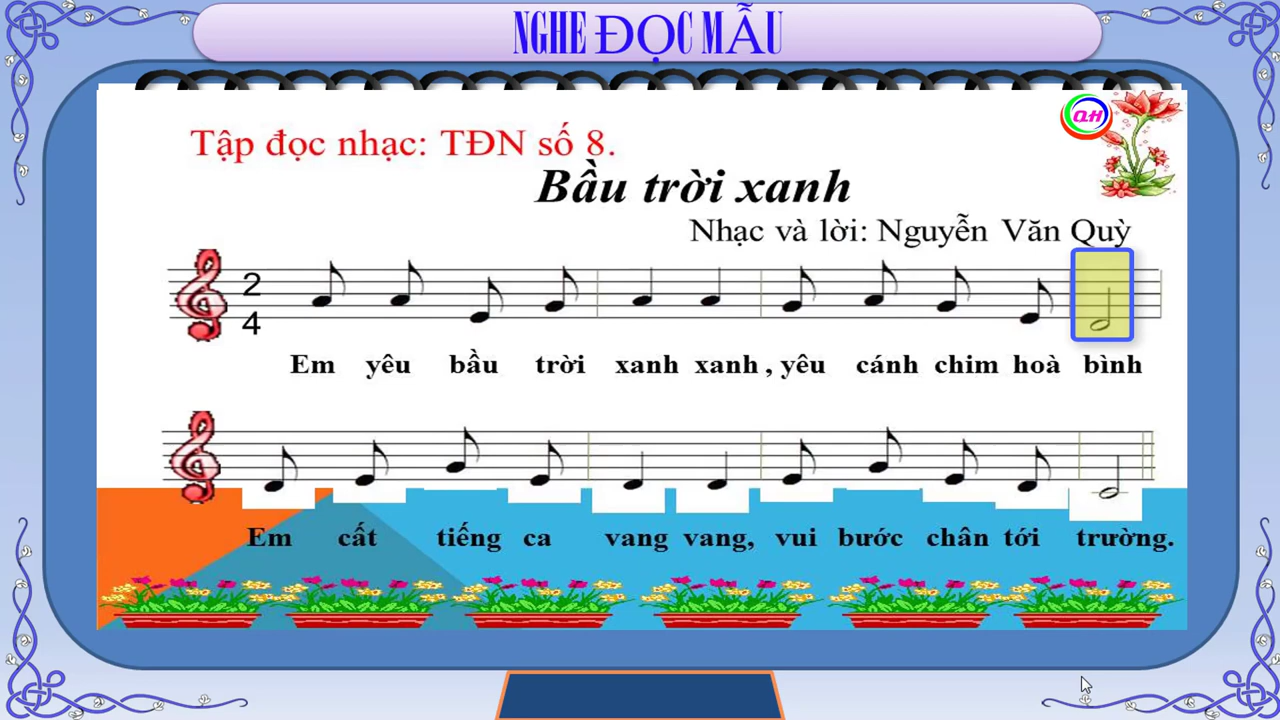 NGHE ĐỌC MẪU
QH
Tập đọc nhạc: TĐN số 8.
Bầu trời xanh
Nhạc và lời: Nguyễn Văn Quỳ
2
4
Em yêu bầu trời xanh xanh , yêu cánh chim hoà bình
Em cất tiếng ca vang vang, vui bước chân tới trường.